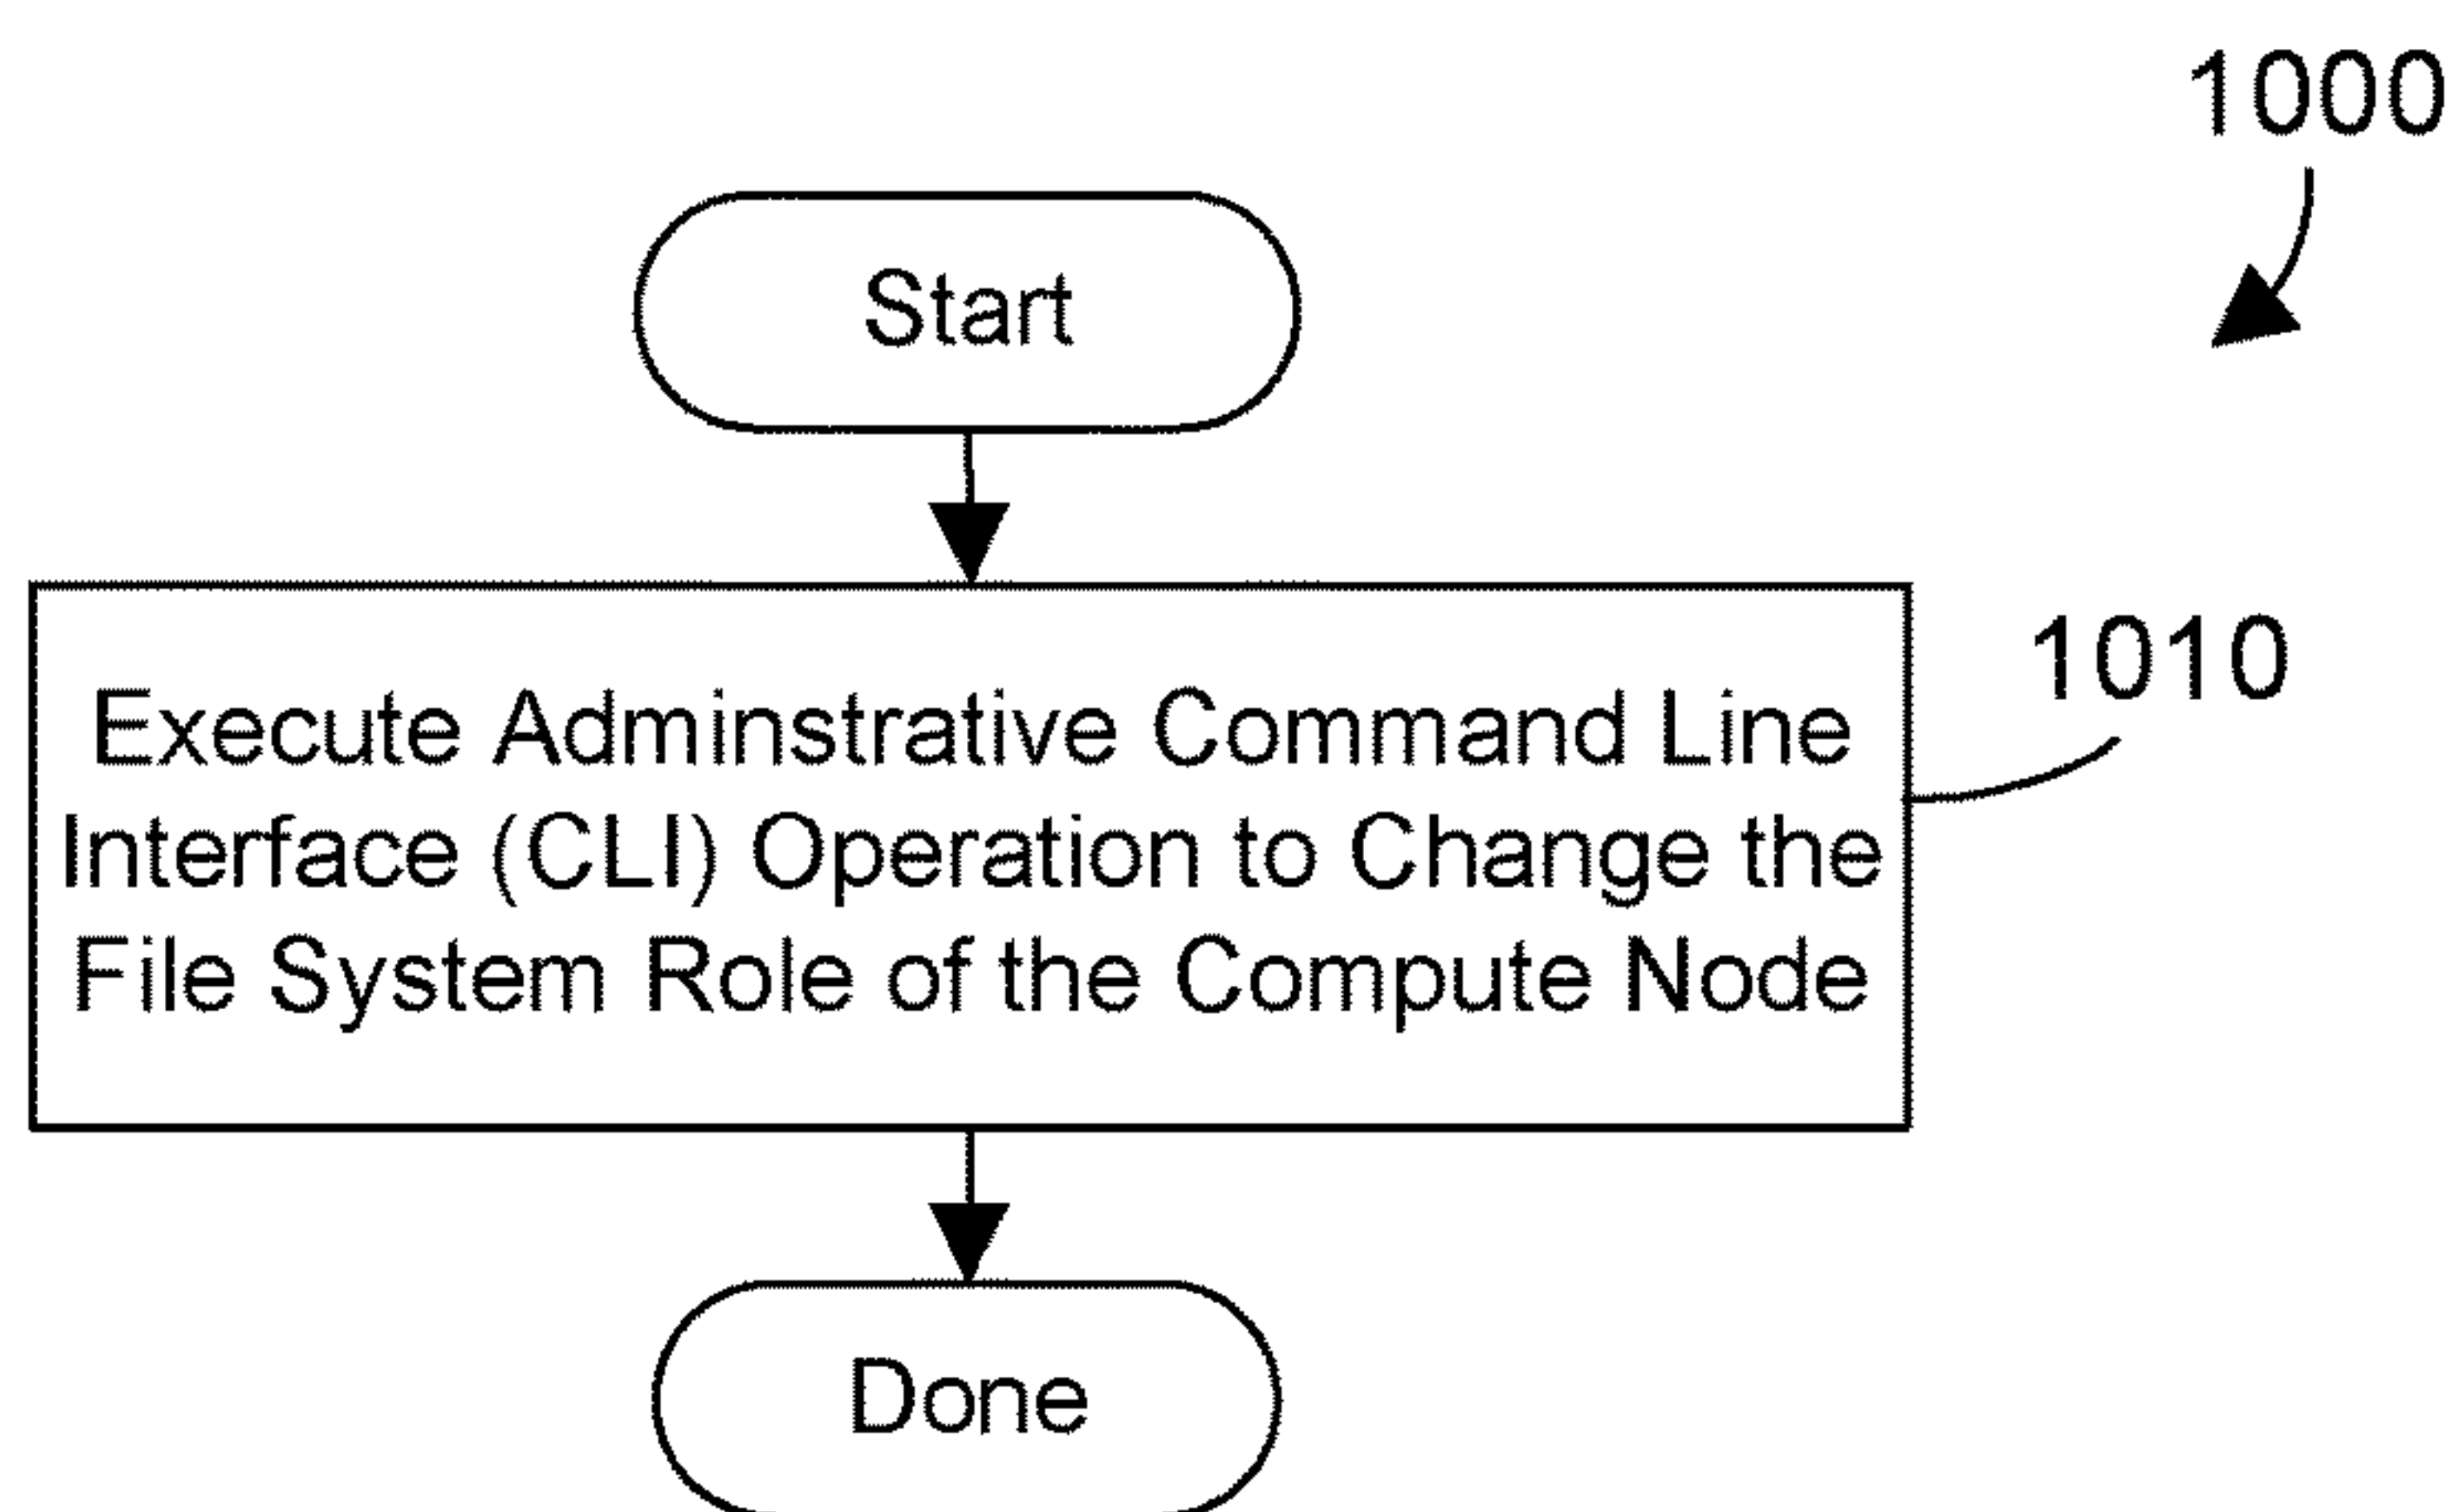 1000
Start
Execute Adminstrative Command Line
Interface (CLI) Operation to Change the
File System Role of the Compute Node
1010
Done